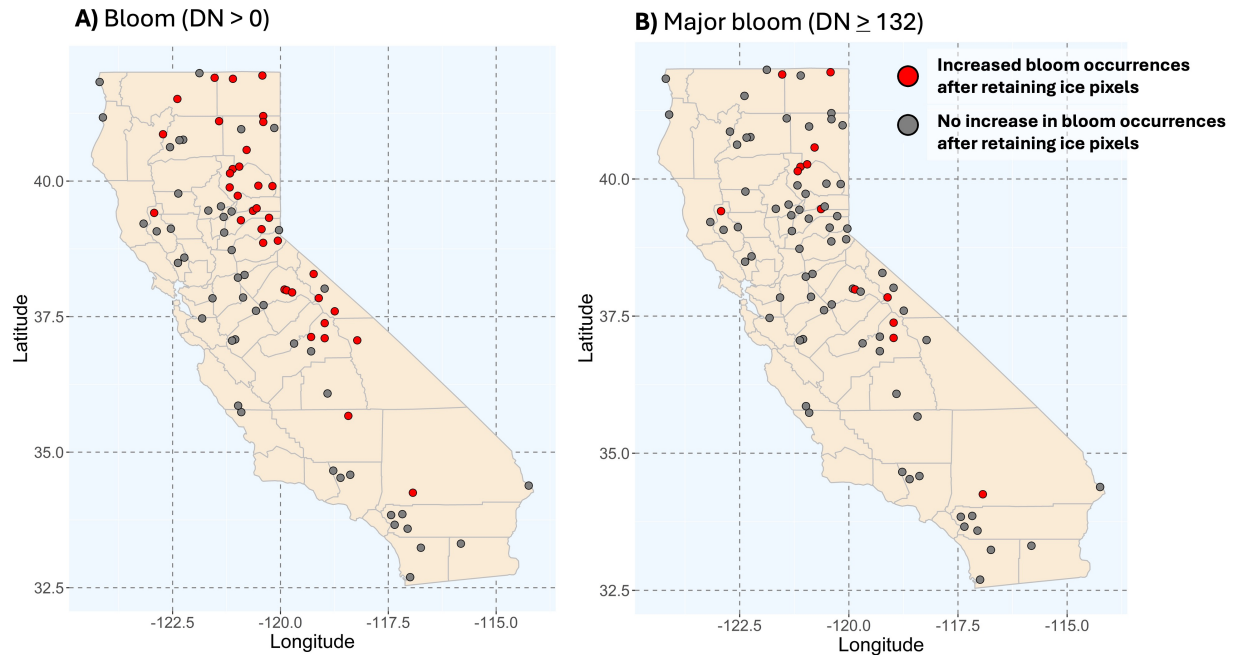 A) Bloom (DN > 0)
B) Major bloom (DN ≥ 132)
Increased bloom occurrences
after retaining ice pixels
No increase in bloom occurrences
after retaining ice pixels
Latitude
40.0
37.5
35.0
32.5
-122.5
-120.0
-117.5
-115.0
Longitude
Latitude
40.0
37.5
35.0
32.5
-122.5
-120.0
-117.5
-115.0
Longitude